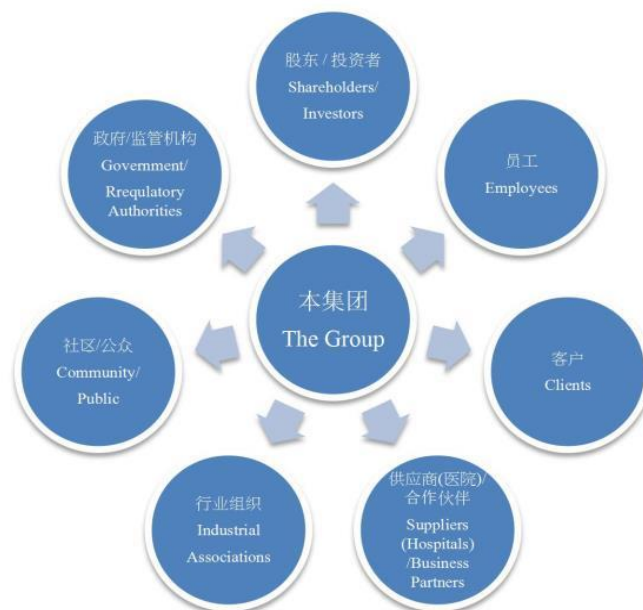 股东 / 投资者
Shareholders/
Investors
员工
Employees
客户
Clients
供应商(医院)/
合作伙伴
Suppliers
(Hospitals)
/Business
Partners
行业组织
Industrial
Associations
社区/公众
Community/
Public
政府/监管机构
Government/
Rrequlatory
Authorities
本集团
The Group